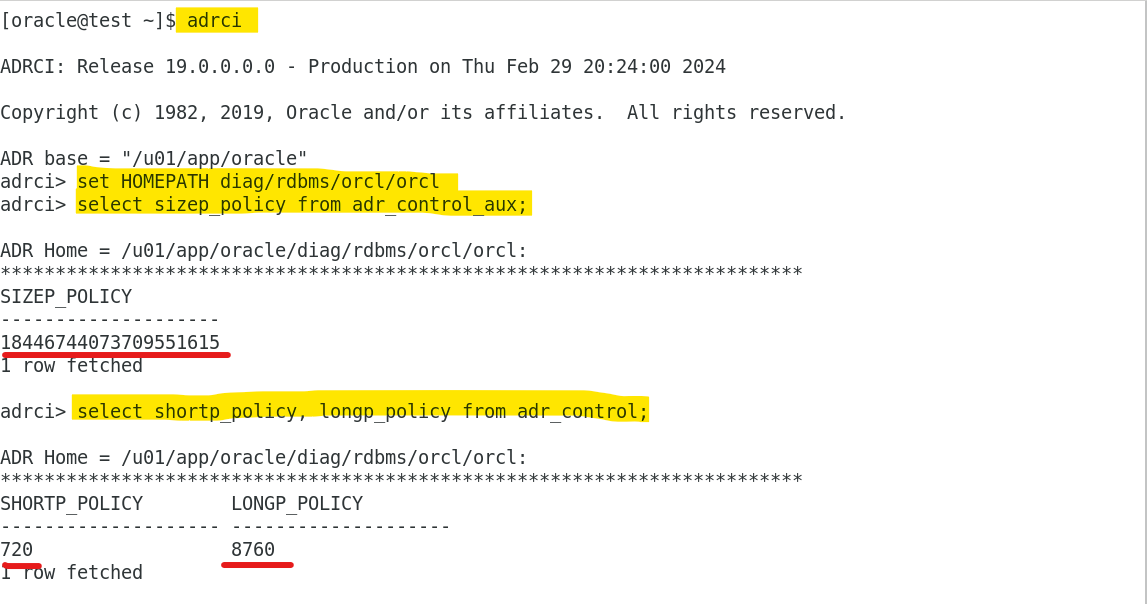 [oracle@test ~]$ adrci
ADRCI: Release 19.0.0.0.0 - Production on Thu Feb 29 20:24:00 2024
Copyright (c) 1982, 2019, Oracle and/or its affiliates.  All rights reserved.
ADR base = "/u01/app/oracle"
adrci> set HOMEPATH diag/rdbms/orcl/orcl
adrci> select sizep_policy from adr_control_aux;
ADR Home = /u01/app/oracle/diag/rdbms/orcl/orcl:
*************************************************************************
SIZEP_POLICY
--------------------
18446744073709551615
1 row fetched
adrci> select shortp_policy, longp_policy from adr_control;
ADR Home = /u01/app/oracle/diag/rdbms/orcl/orcl:
*************************************************************************
SHORTP_POLICY        LONGP_POLICY
-------------------- --------------------
720                  8760
1 row fetched